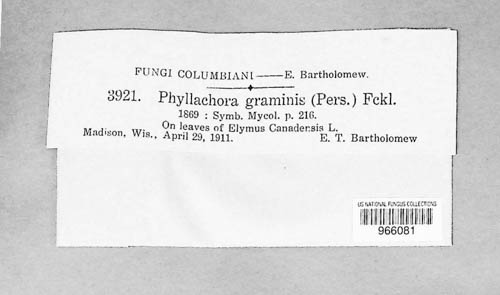 FUNGI COLUMBIANI — E. Bartholomew.
3921. Phyllachora graminis (Pers.) Fckl.
1869 : Symb. Mycol. p. 216.
On leaves of Elymus Canadensis L.
Madison, Wis., April 29, 1911. E. T. Bartholomew
US NATIONAL FUNGUS COLLECTIONS
966081